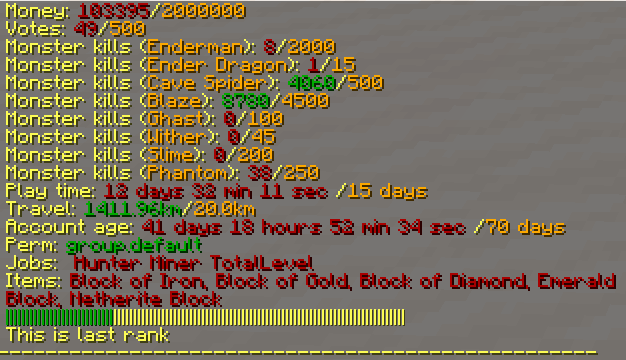 Money: 103395/2000000
Votes: 49/500
Monster kills (Enderman): 8/2000
Monster kills (Ender Dragon): 1/15
Monster kills (Cave Spider): 4060/500
Monster kills (Blaze): 8780/4500
Monster kills (Ghast): 0/100
Monster kills (Wither): 0/45
Monster kills (Slime): 0/200
Monster kills (Phantom): 38/250
Play time: 12 days 32 min 11 sec /15 days
Travel: 1411.96km/20.0km
Account age: 41 days 18 hours 52 min 34 sec /70 days
Perm: group.default
Jobs: Hunter Miner TotalLevel
Items: Block of Iron, Block of Gold, Block of Diamond, Emerald
Block, Netherite Block
This is last rank